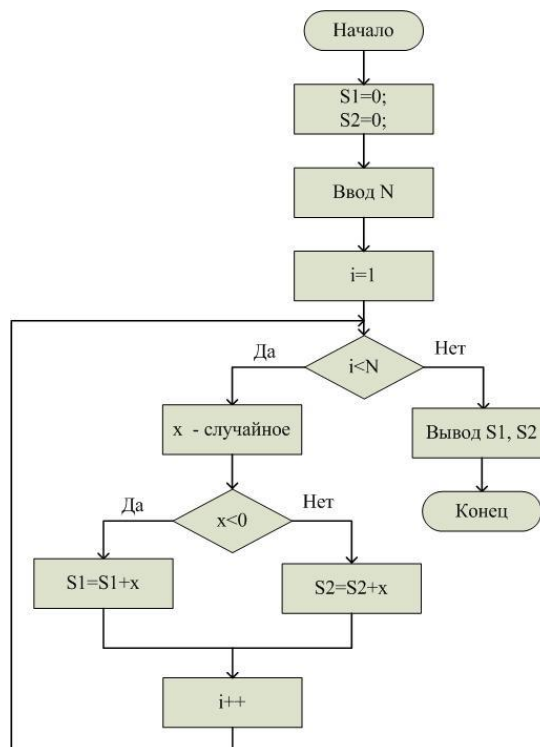 Начало
S1=0;
S2=0;
Ввод N
i=1
Да
Нет
i<N
x - случайное
Вывод S1, S2
Да
Нет
x<0
Конец
S1=S1+x
S2=S2+x
i++